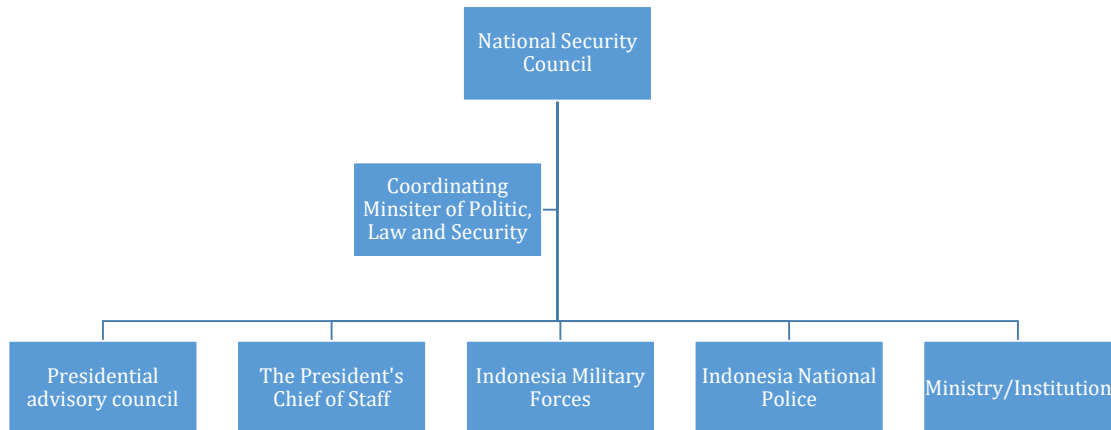 National Security
Council
Coordinating
Minsiter of Politic,
Law and Security
Presidential
advisory council
The President's
Chief of Staff
Indonesia Military
Forces
Indonesia National
Police
Ministry/Institution